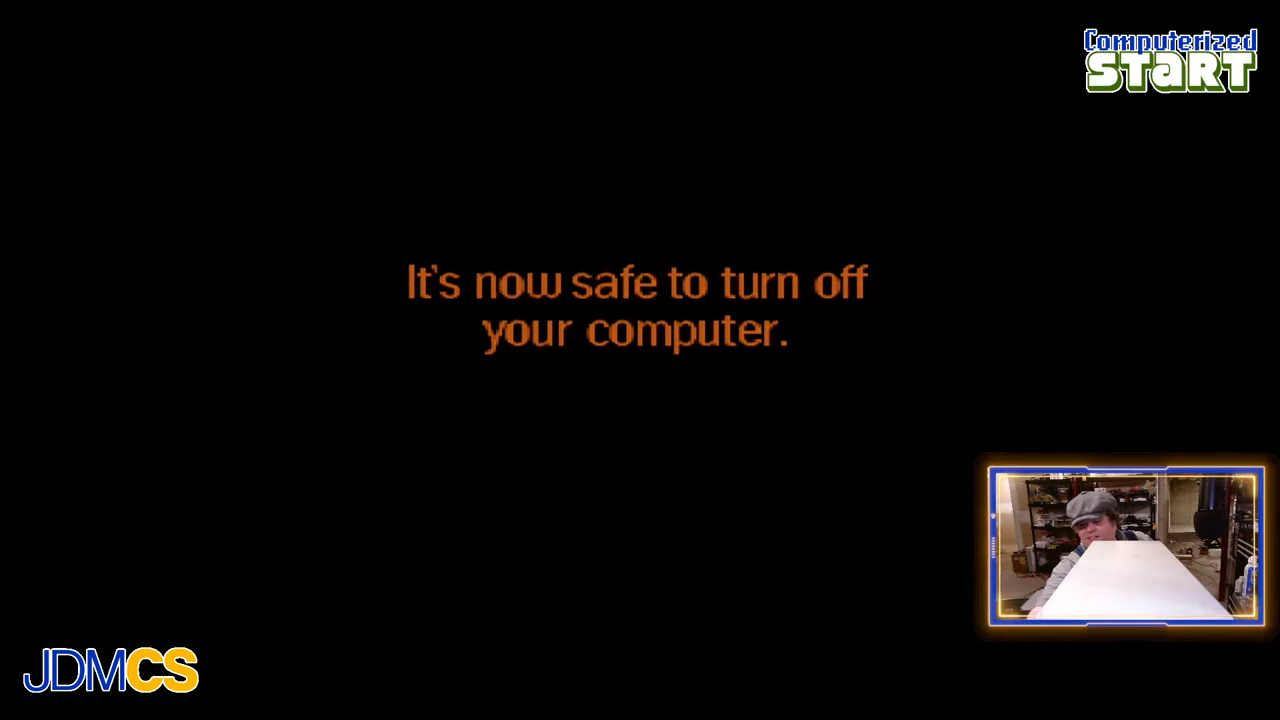 Computerized
START
It's now safe to turn off
your computer.
JDMCS